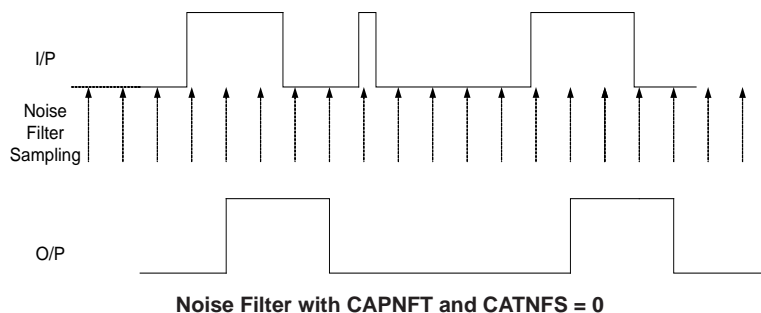 I/P
Noise
Filter
Sampling
O/P
Noise Filter with CAPNFT and CATNFS = 0